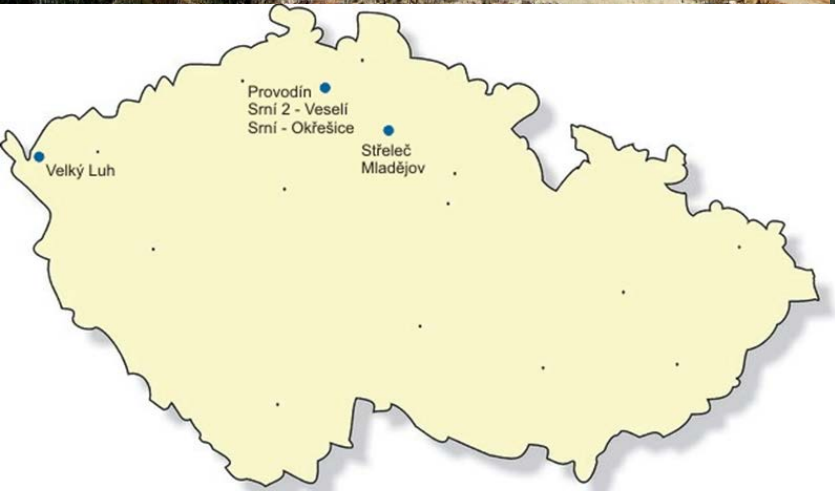 Provodín
Srní 2 - Veselí
Srní - Okřešice
Střeleč
Mladějov
Velký Luh